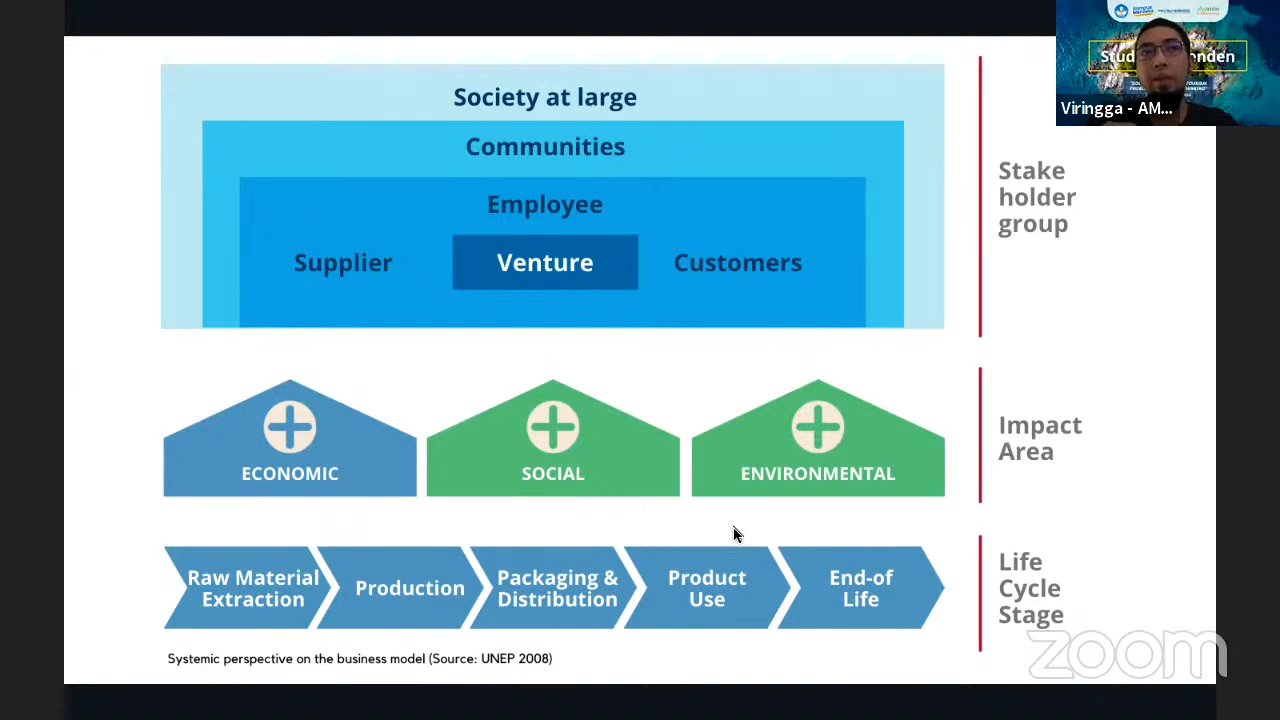 Society at large
Communities
Employee
Supplier
Venture
Customers
Stake
holder
group
ECONOMIC
SOCIAL
ENVIRONMENTAL
Impact
Area
Raw Material
Extraction
Production
Packaging &
Distribution
Product
Use
End-of
Life
Life
Cycle
Stage
Systemic perspective on the business model (Source: UNEP 2008)
Viringga - AM...
zoom